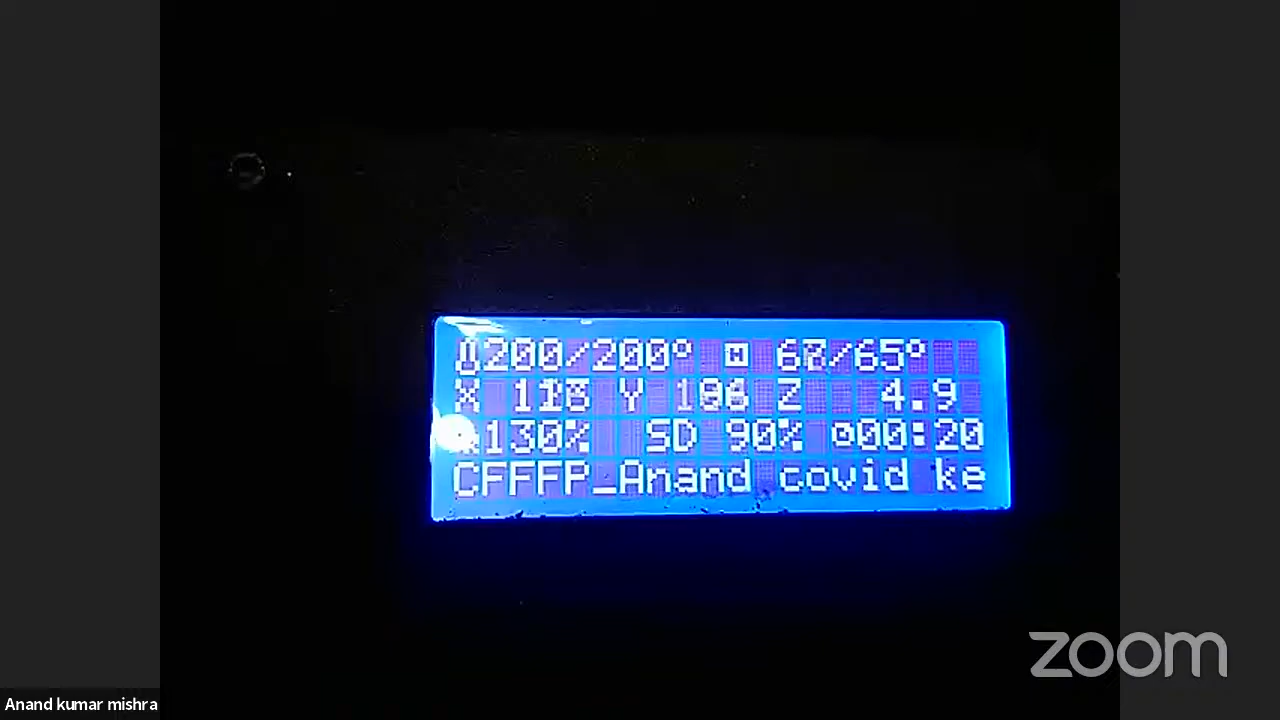 200/200° 65°
X Y Z 4.9
130% SD 90% 00:20
CFFFP_Anand covid ke
zoom
Anand kumar mishra